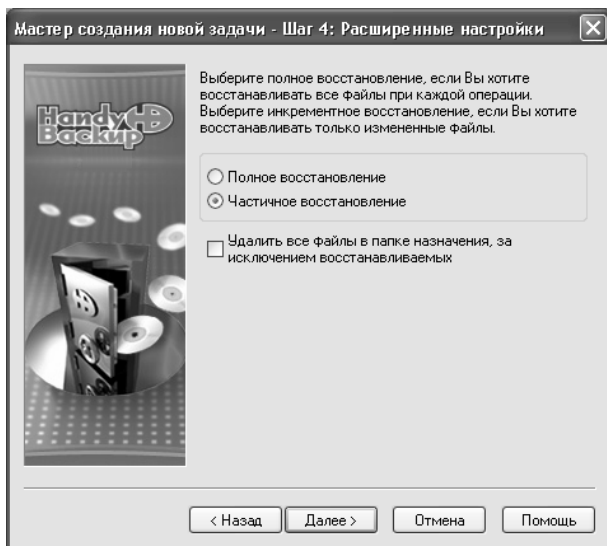 Мастер создания новой задачи - Шаг 4: Расширенные настройки
Handy
Backup
Выберите полное восстановление, если Вы хотите
восстанавливать все файлы при каждой операции.
Выберите инкрементное восстановление, если Вы хотите
восстанавливать только измененные файлы.
Полное восстановление
Частичное восстановление
Удалить все файлы в папке назначения, за
исключением восстанавливаемых
< Назад
Далее >
Отмена
Помощь